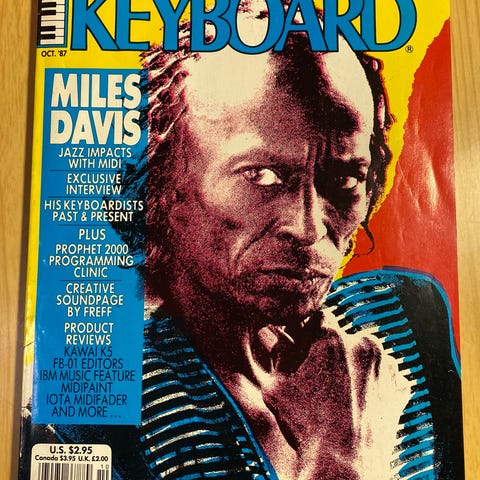 KEYBOARD
®
OCT. '87
MILES
DAVIS
JAZZ IMPACTS
WITH MIDI
EXCLUSIVE
INTERVIEW
HIS KEYBOARDISTS
PAST & PRESENT
PLUS
PROPHET 2000
PROGRAMMING
CLINIC
CREATIVE
SOUNDPAGE
BY FREFF
PRODUCT
REVIEWS
KAWAI K5
FB-01 EDITORS
IBM MUSIC FEATURE
MIDIPAINT
IOTA MIDIFADER
AND MORE ...
U.S. $2.95
Canada $3.95 U.K. £2.00
10